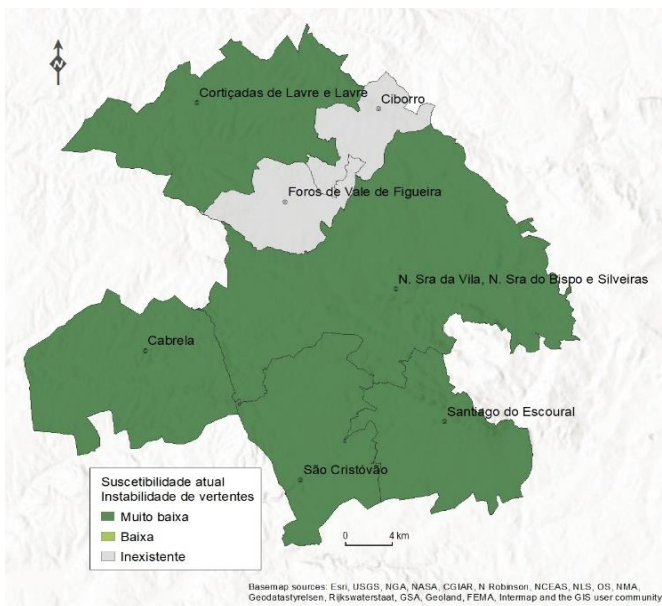 N
Cortiçadas de Lavre e Lavre
Ciborro
Foros de Vale de Figueira
N. Sra da Vila, N. Sra do Bispo e Silveiras
Cabrela
Santiago do Escoural
São Cristóvão
Suscetibilidade atual
Instabilidade de vertentes
Muito baixa
Baixa
Inexistente
0 4 km
Basemap sources: Esri, USGS, NGA, NASA, CGIAR, N Robinson, NCEAS, NLS, OS, NMA,
Geodatastyrelsen, Rijkswaterstaat, GSA, Geoland, FEMA, Intermap and the GIS user community